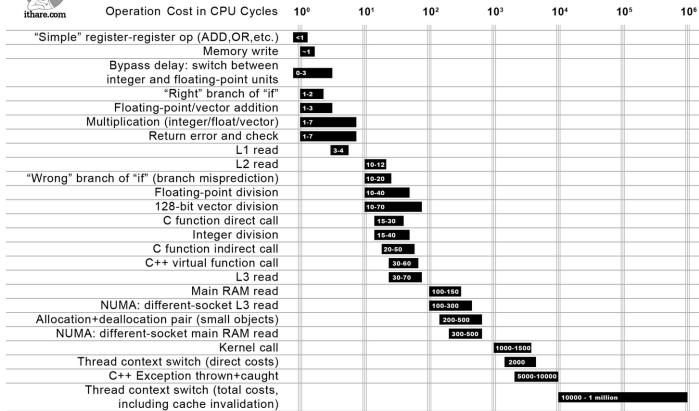 ithare.com
Operation Cost in CPU Cycles 10⁰ 10¹ 10² 10³ 10⁴ 10⁵ 10⁶
"Simple" register-register op (ADD,OR,etc.) <1
Memory write ~1
Bypass delay: switch between
integer and floating-point units 0-3
"Right" branch of "if" 1-2
Floating-point/vector addition 1-3
Multiplication (integer/float/vector) 1-7
Return error and check 1-7
L1 read 3-4
L2 read 10-12
"Wrong" branch of "if" (branch misprediction) 10-20
Floating-point division 10-40
128-bit vector division 10-70
C function direct call 15-30
Integer division 15-40
C function indirect call 20-50
C++ virtual function call 30-60
L3 read 30-70
Main RAM read 100-150
NUMA: different-socket L3 read 100-300
Allocation+deallocation pair (small objects) 200-500
NUMA: different-socket main RAM read 300-500
Kernel call 1000-1500
Thread context switch (direct costs) 2000
C++ Exception thrown+caught 5000-10000
Thread context switch (total costs, 10000 - 1 million
including cache invalidation)